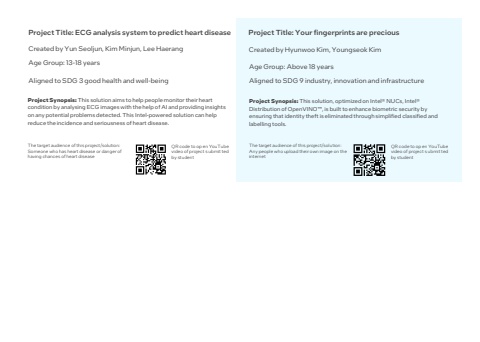 Project Title: ECG analysis system to predict heart disease
Created by Yun Seoljun, Kim Minjun, Lee Haerang
Age Group: 13-18 years
Aligned to SDG 3 good health and well-being
Project Synopsis: This solution aims to help people monitor their heart
condition by analysing ECG images with the help of AI and providing insights
on any potential problems detected. This Intel-powered solution can help
reduce the incidence and seriousness of heart disease.
The target audience of this project/solution:
Someone who has heart disease or danger of
having chances of heart disease
QR code to open YouTube
video of project submitted
by student
Project Title: Your fingerprints are precious
Created by Hyunwoo Kim, Youngseok Kim
Age Group: Above 18 years
Aligned to SDG 9 industry, innovation and infrastructure
Project Synopsis: This solution, optimized on Intel® NUCs, Intel®
Distribution of OpenVINO™, is built to enhance biometric security by
ensuring that identity theft is eliminated through simplified classified and
labelling tools.
The target audience of this project/solution:
Any people who upload their own image on the
internet
QR code to open YouTube
video of project submitted
by student